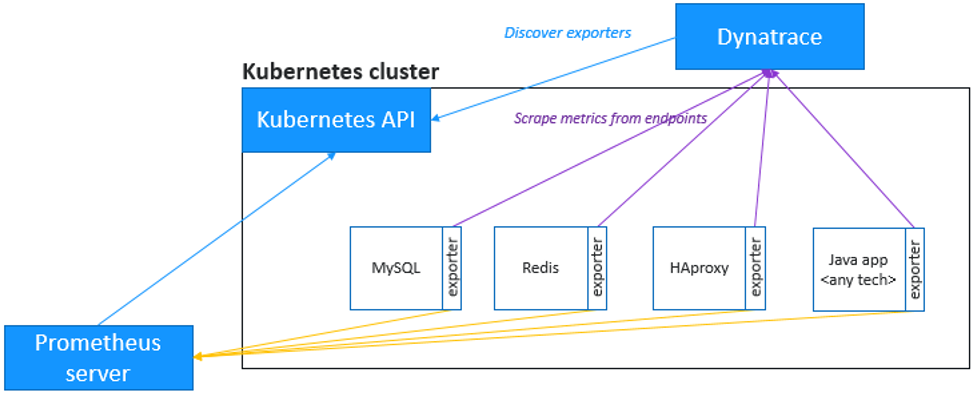 Discover exporters
Dynatrace
Kubernetes cluster
Kubernetes API
Scrape metrics from endpoints
MySQL
exporter
Redis
exporter
HAproxy
exporter
Java app
<any tech>
exporter
Prometheus
server